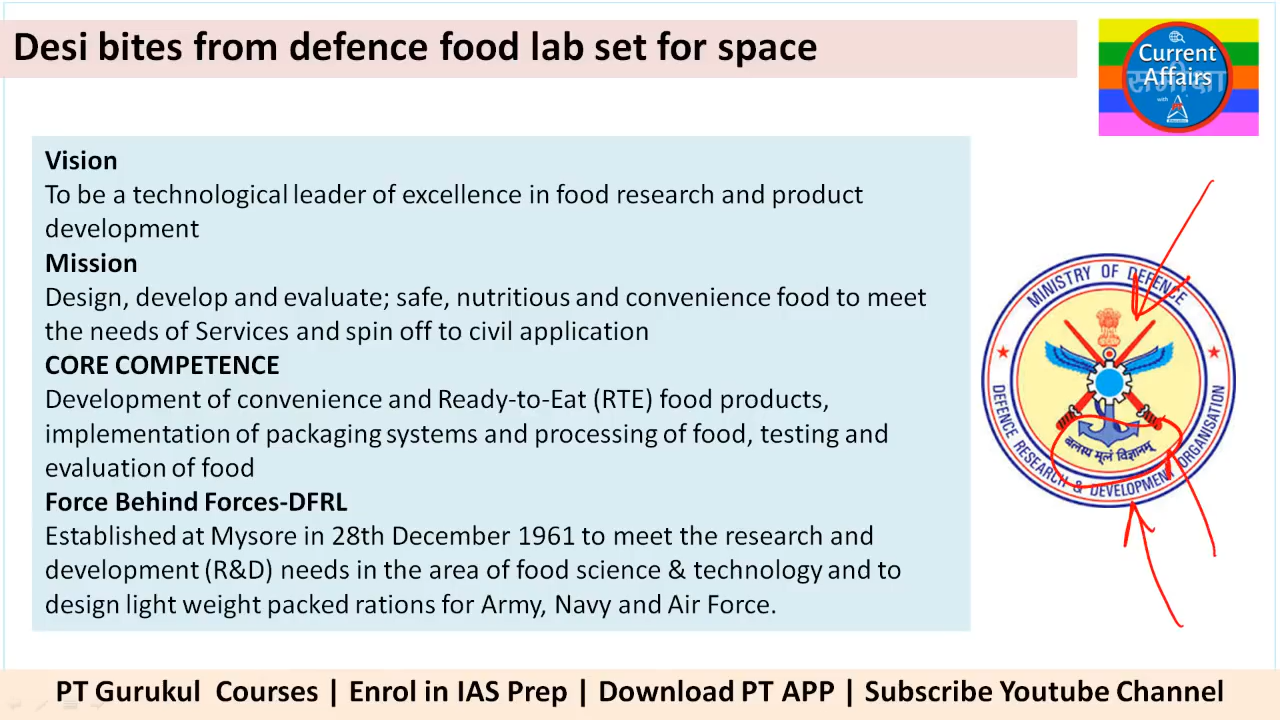 Desi bites from defence food lab set for space
Current
Affairs
समीक्षा
with
Vision
To be a technological leader of excellence in food research and product
development
Mission
Design, develop and evaluate; safe, nutritious and convenience food to meet
the needs of Services and spin off to civil application
CORE COMPETENCE
Development of convenience and Ready-to-Eat (RTE) food products,
implementation of packaging systems and processing of food, testing and
evaluation of food
Force Behind Forces-DFRL
Established at Mysore in 28th December 1961 to meet the research and
development (R&D) needs in the area of food science & technology and to
design light weight packed rations for Army, Navy and Air Force.
MINISTRY OF DEFENCE
बलस्य मूलं विज्ञानम्
DEFENCE RESEARCH & DEVELOPMENT ORGANISATION
PT Gurukul Courses | Enrol in IAS Prep | Download PT APP | Subscribe Youtube Channel